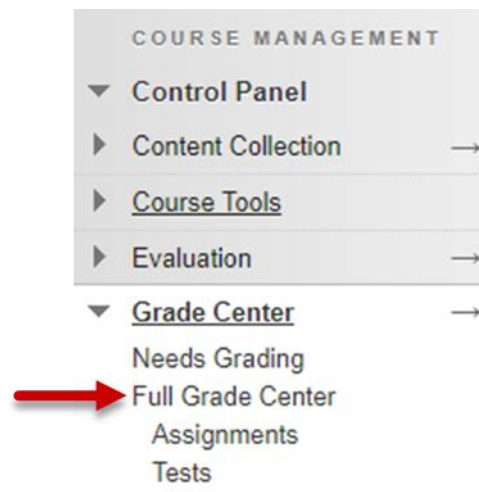 COURSE MANAGEMENT
Control Panel
Content Collection
Course Tools
Evaluation
Grade Center
Needs Grading
Full Grade Center
Assignments
Tests